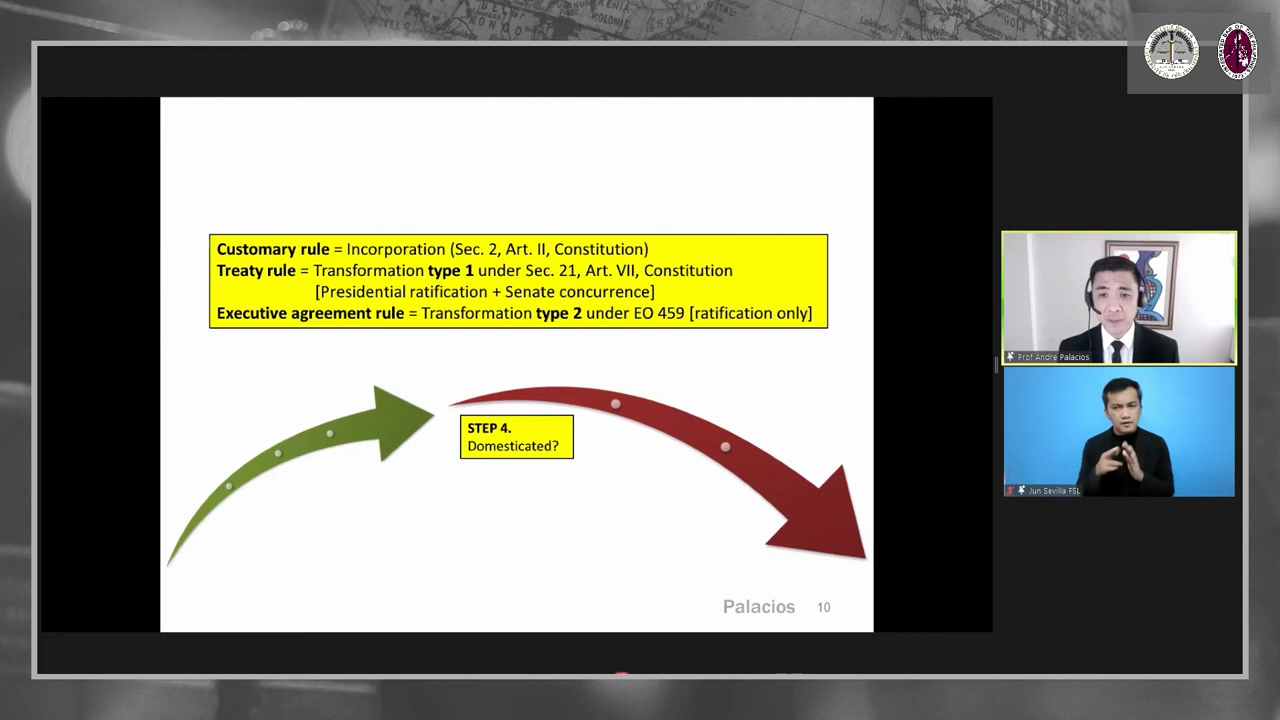 Customary rule = Incorporation (Sec. 2, Art. II, Constitution)
Treaty rule = Transformation type 1 under Sec. 21, Art. VII, Constitution
[Presidential ratification + Senate concurrence]
Executive agreement rule = Transformation type 2 under EO 459 [ratification only]
STEP 4.
Domesticated?
Palacios 10
Prof Andre Palacios
Jun Sevilla FSL
KOLONIE